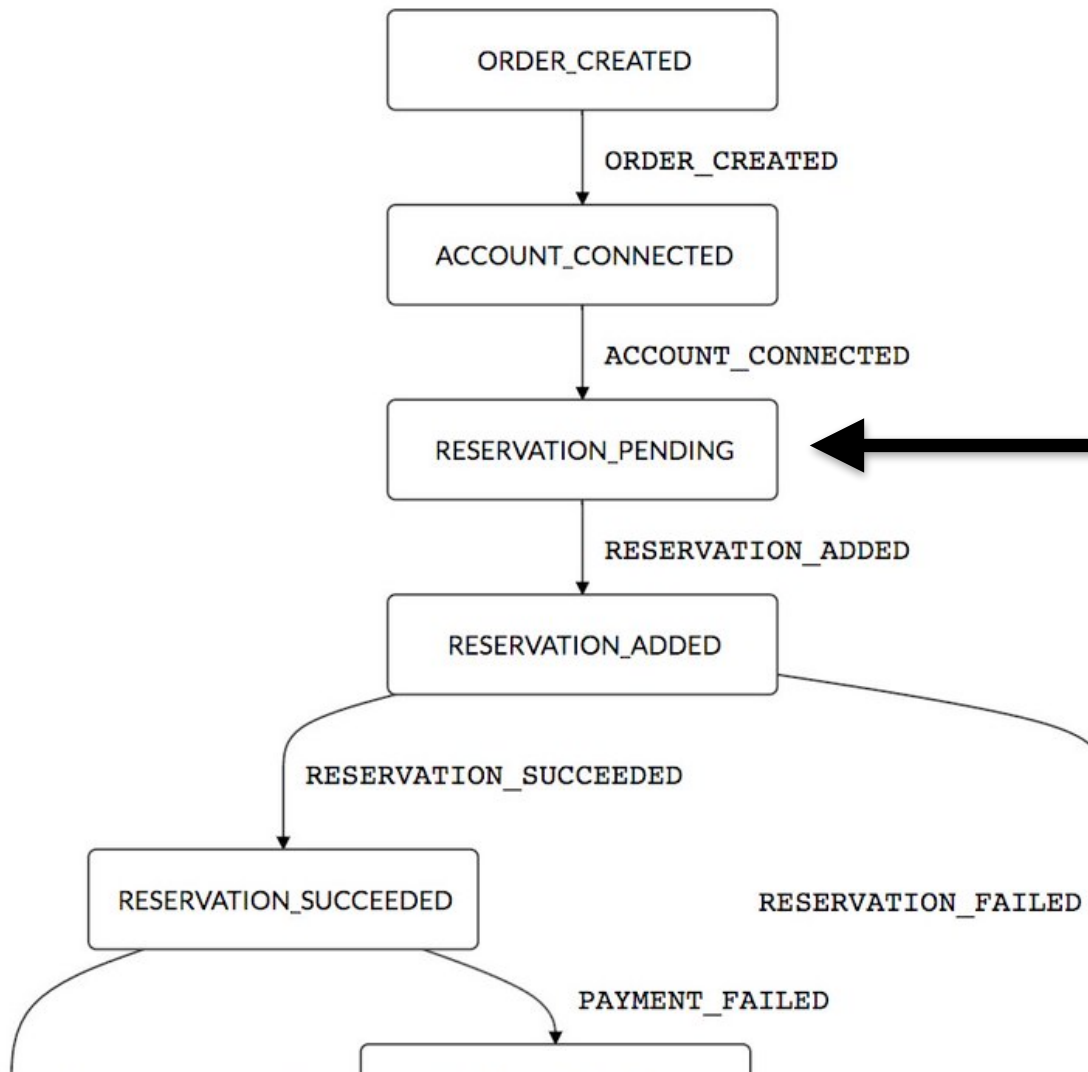 ORDER_CREATED
ORDER_CREATED
ACCOUNT_CONNECTED
ACCOUNT_CONNECTED
RESERVATION_PENDING
RESERVATION_ADDED
RESERVATION_ADDED
RESERVATION_SUCCEEDED
RESERVATION_SUCCEEDED
RESERVATION_FAILED
PAYMENT_FAILED